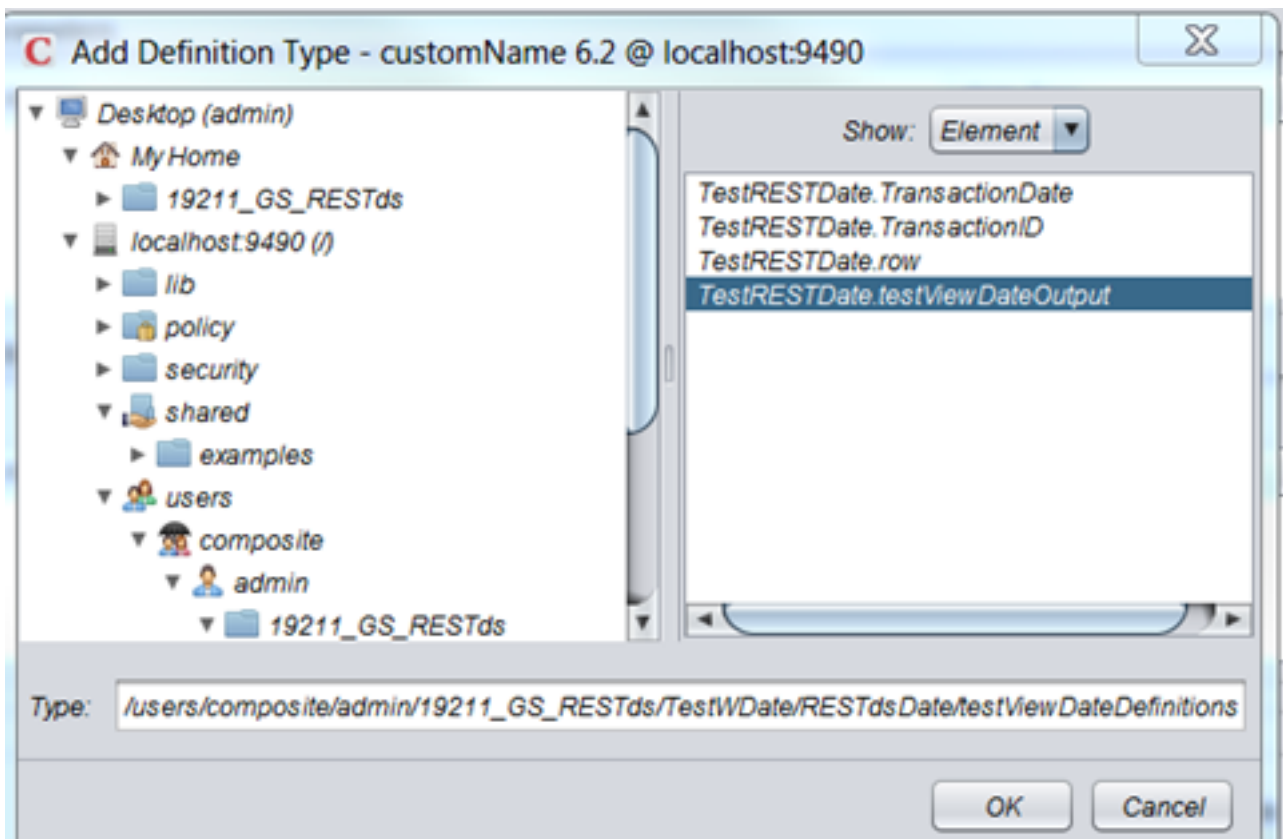 C Add Definition Type - customName 6.2 @ localhost:9490
Desktop (admin)
My Home
19211_GS_RESTds
localhost:9490 (/)
lib
policy
security
shared
examples
users
composite
admin
19211_GS_RESTds
Show: Element
TestRESTDate.TransactionDate
TestRESTDate.TransactionID
TestRESTDate.row
TestRESTDate.testViewDateOutput
Type: /users/composite/admin/19211_GS_RESTds/TestWDate/RESTdsDate/testViewDateDefinitions
OK Cancel